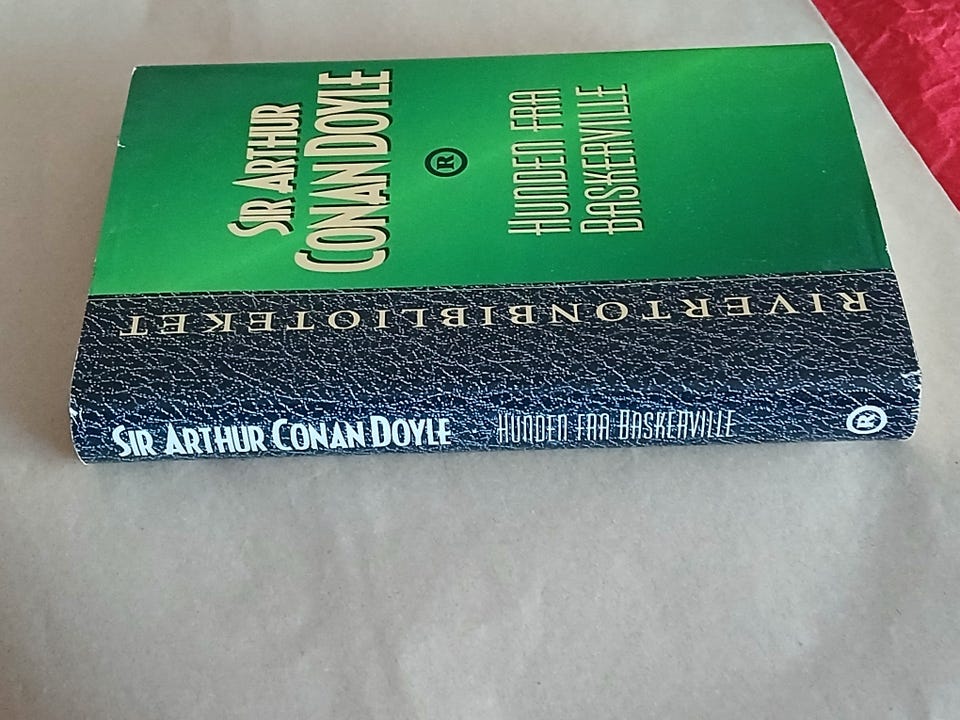 SIR ARTHUR
CONAN DOYLE
R
HUNDEN FRA
BASKERVILLE
RIVERTONBIBLIOTEKET
SIR ARTHUR CONAN DOYLE · HUNDEN FRA BASKERVILLE R